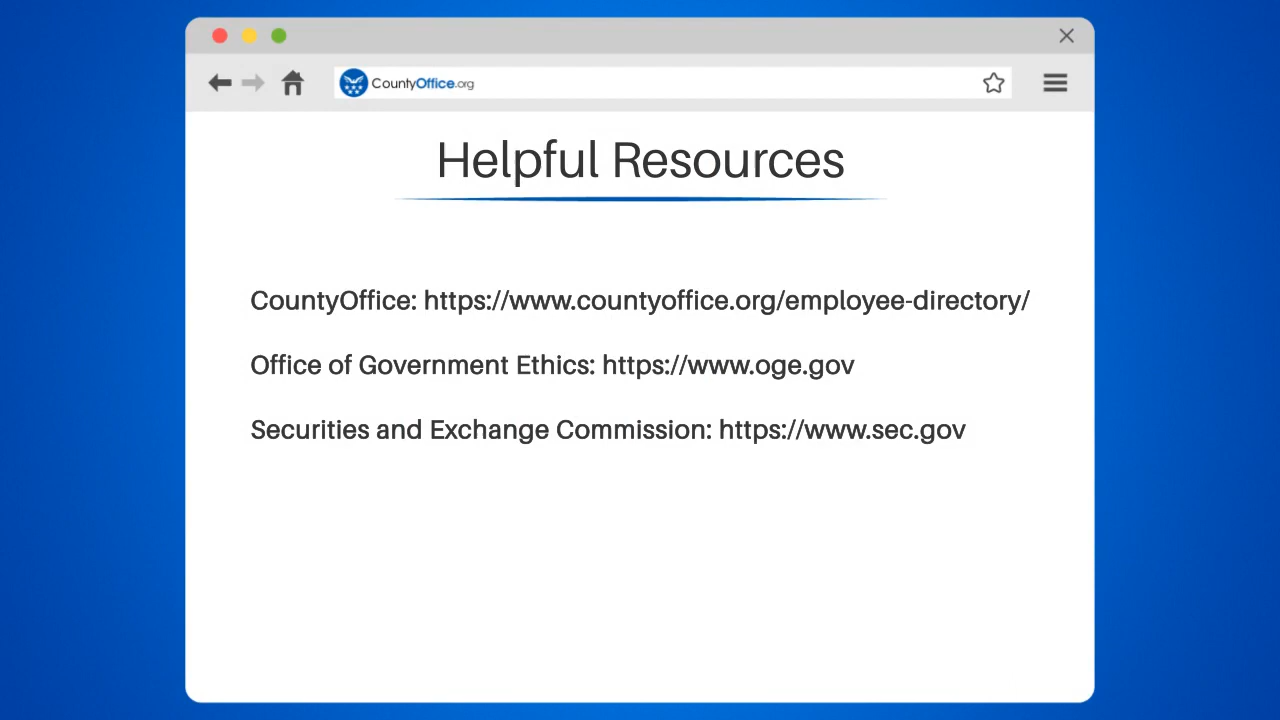 CountyOffice.org
Helpful Resources
CountyOffice: https://www.countyoffice.org/employee-directory/
Office of Government Ethics: https://www.oge.gov
Securities and Exchange Commission: https://www.sec.gov